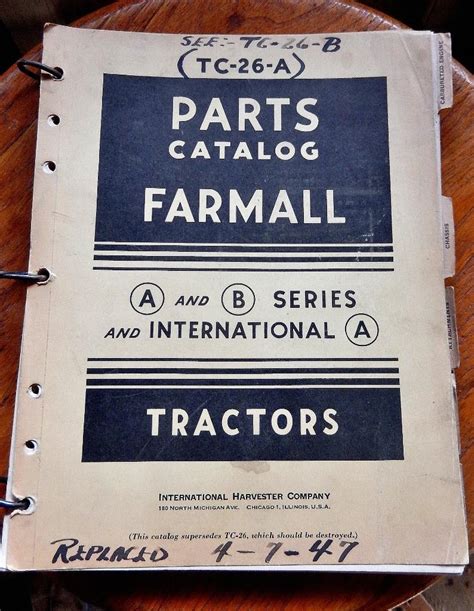 SEE:- TC-26-B
(TC-26-A)
PARTS
CATALOG
FARMALL
A AND B SERIES
AND INTERNATIONAL A
TRACTORS
INTERNATIONAL HARVESTER COMPANY
180 NORTH MICHIGAN AVE. CHICAGO 1, ILLINOIS, U.S.A.
(This catalog supersedes TC-26, which should be destroyed.)
REPLACED 4-7-47
CARBURETED ENGINE
CHASSIS
ATTACHMENTS